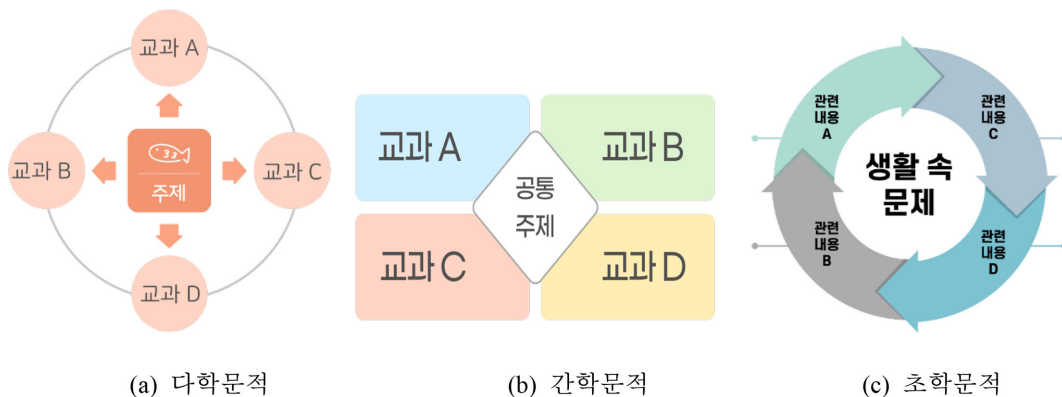 교과 A
교과 B
주제
교과 C
교과 D
(a) 다학문적
교과 A
교과 B
공통
주제
교과 C
교과 D
(b) 간학문적
관련
내용
A
관련
내용
C
생활 속
문제
관련
내용
B
관련
내용
D
(c) 초학문적